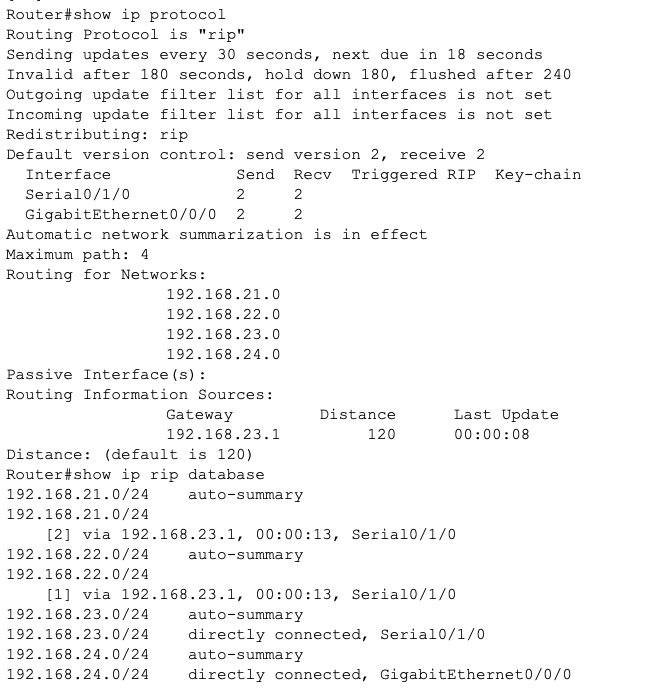 Router#show ip protocol
Routing Protocol is "rip"
Sending updates every 30 seconds, next due in 18 seconds
Invalid after 180 seconds, hold down 180, flushed after 240
Outgoing update filter list for all interfaces is not set
Incoming update filter list for all interfaces is not set
Redistributing: rip
Default version control: send version 2, receive 2
  Interface             Send  Recv  Triggered RIP  Key-chain
  Serial0/1/0           2     2
  GigabitEthernet0/0/0  2     2
Automatic network summarization is in effect
Maximum path: 4
Routing for Networks:
                192.168.21.0
                192.168.22.0
                192.168.23.0
                192.168.24.0
Passive Interface(s):
Routing Information Sources:
                Gateway         Distance      Last Update
                192.168.23.1         120      00:00:08
Distance: (default is 120)
Router#show ip rip database
192.168.21.0/24    auto-summary
192.168.21.0/24
    [2] via 192.168.23.1, 00:00:13, Serial0/1/0
192.168.22.0/24    auto-summary
192.168.22.0/24
    [1] via 192.168.23.1, 00:00:13, Serial0/1/0
192.168.23.0/24    auto-summary
192.168.23.0/24    directly connected, Serial0/1/0
192.168.24.0/24    auto-summary
192.168.24.0/24    directly connected, GigabitEthernet0/0/0